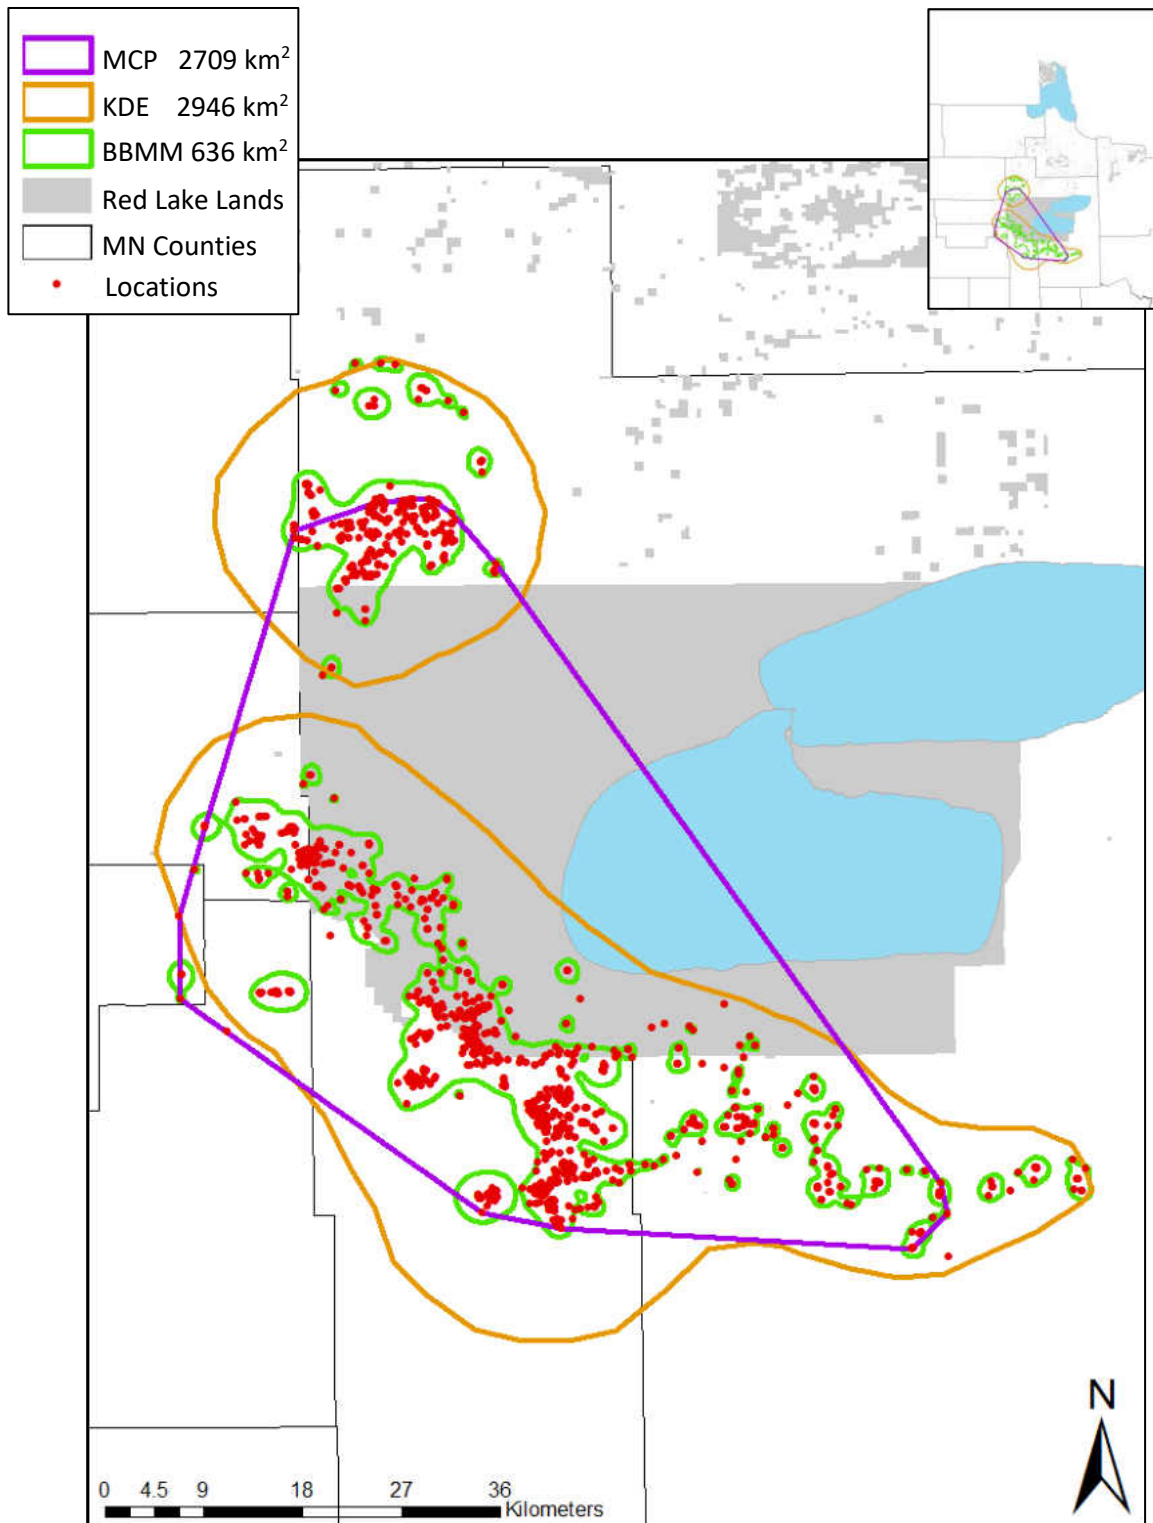 MCP 2709 km²
KDE 2946 km²
BBMM 636 km²
Red Lake Lands
MN Counties
Locations
N
0 4.5 9 18 27 36
Kilometers